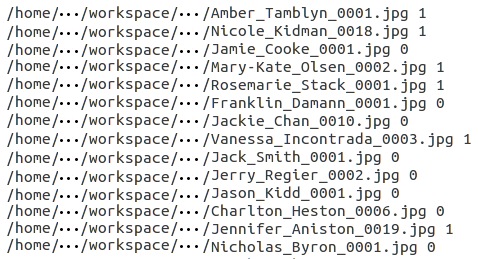 /home/•••/workspace/•••/Amber_Tamblyn_0001.jpg 1
/home/•••/workspace/•••/Nicole_Kidman_0018.jpg 1
/home/•••/workspace/•••/Jamie_Cooke_0001.jpg 0
/home/•••/workspace/•••/Mary-Kate_Olsen_0002.jpg 1
/home/•••/workspace/•••/Rosemarie_Stack_0001.jpg 1
/home/•••/workspace/•••/Franklin_Damann_0001.jpg 0
/home/•••/workspace/•••/Jackie_Chan_0010.jpg 0
/home/•••/workspace/•••/Vanessa_Incontrada_0003.jpg 1
/home/•••/workspace/•••/Jack_Smith_0001.jpg 0
/home/•••/workspace/•••/Jerry_Regier_0002.jpg 0
/home/•••/workspace/•••/Jason_Kidd_0001.jpg 0
/home/•••/workspace/•••/Charlton_Heston_0006.jpg 0
/home/•••/workspace/•••/Jennifer_Aniston_0019.jpg 1
/home/•••/workspace/•••/Nicholas_Byron_0001.jpg 0